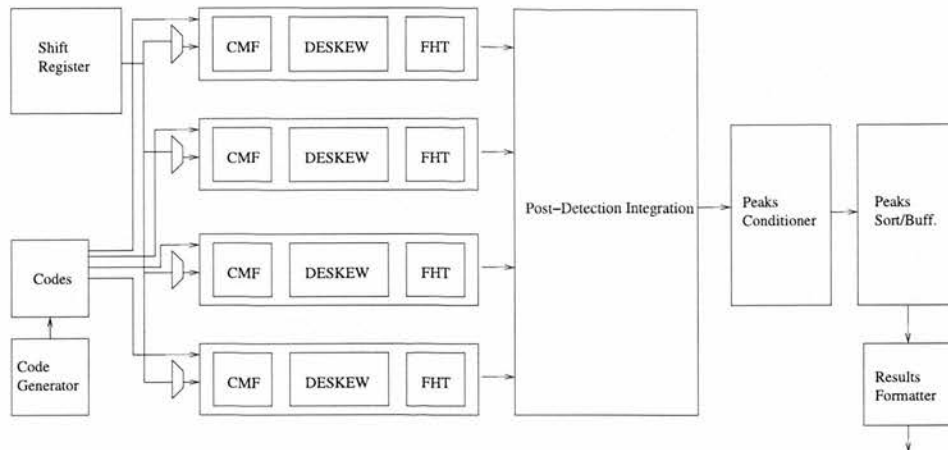 Shift
Register
CMF
DESKEW
FHT
CMF
DESKEW
FHT
Post-Detection Integration
Peaks
Conditioner
Peaks
Sort/Buff.
Codes
CMF
DESKEW
FHT
Code
Generator
CMF
DESKEW
FHT
Results
Formatter